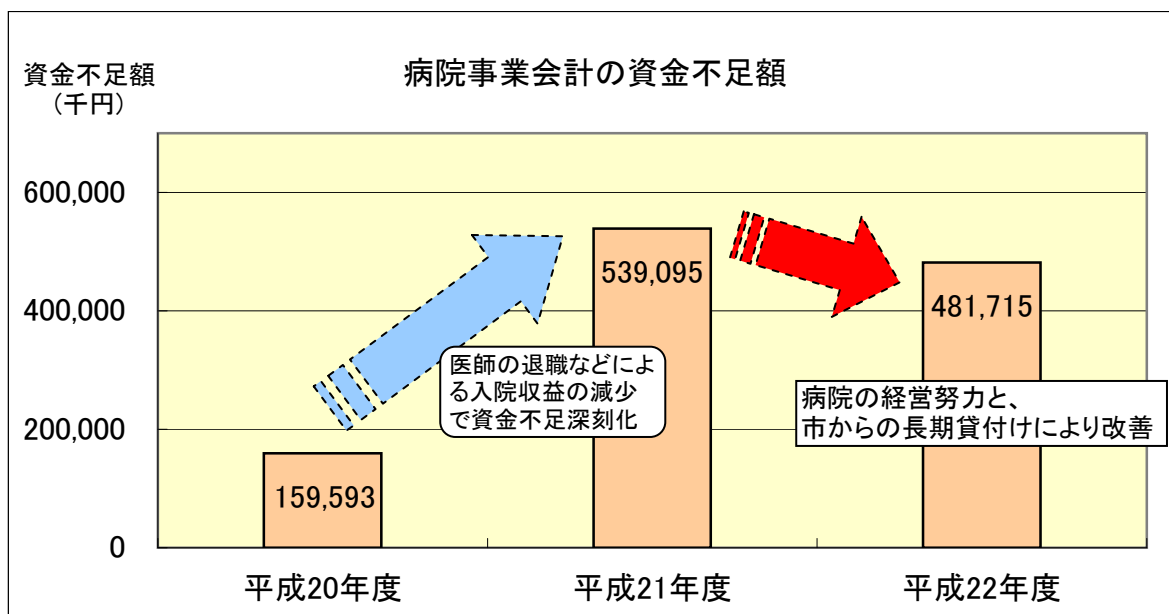 病院事業会計の資金不足額
資金不足額
（千円）
600,000
400,000
200,000
0
159,593
539,095
481,715
医師の退職などによ
る入院収益の減少
で資金不足深刻化
病院の経営努力と、
市からの長期貸付けにより改善
平成20年度
平成21年度
平成22年度